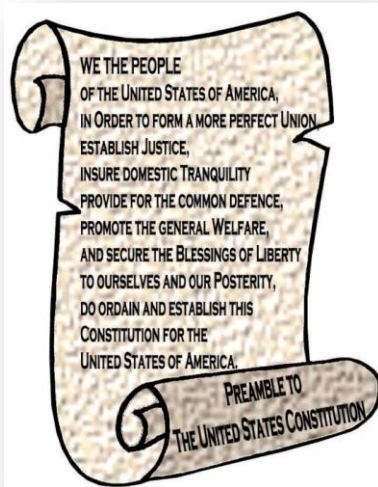 WE THE PEOPLE
OF THE UNITED STATES OF AMERICA,
IN ORDER TO FORM A MORE PERFECT UNION,
ESTABLISH JUSTICE,
INSURE DOMESTIC TRANQUILITY
PROVIDE FOR THE COMMON DEFENCE,
PROMOTE THE GENERAL WELFARE,
AND SECURE THE BLESSINGS OF LIBERTY
TO OURSELVES AND OUR POSTERITY,
DO ORDAIN AND ESTABLISH THIS
CONSTITUTION FOR THE
UNITED STATES OF AMERICA.
PREAMBLE TO
THE UNITED STATES CONSTITUTION